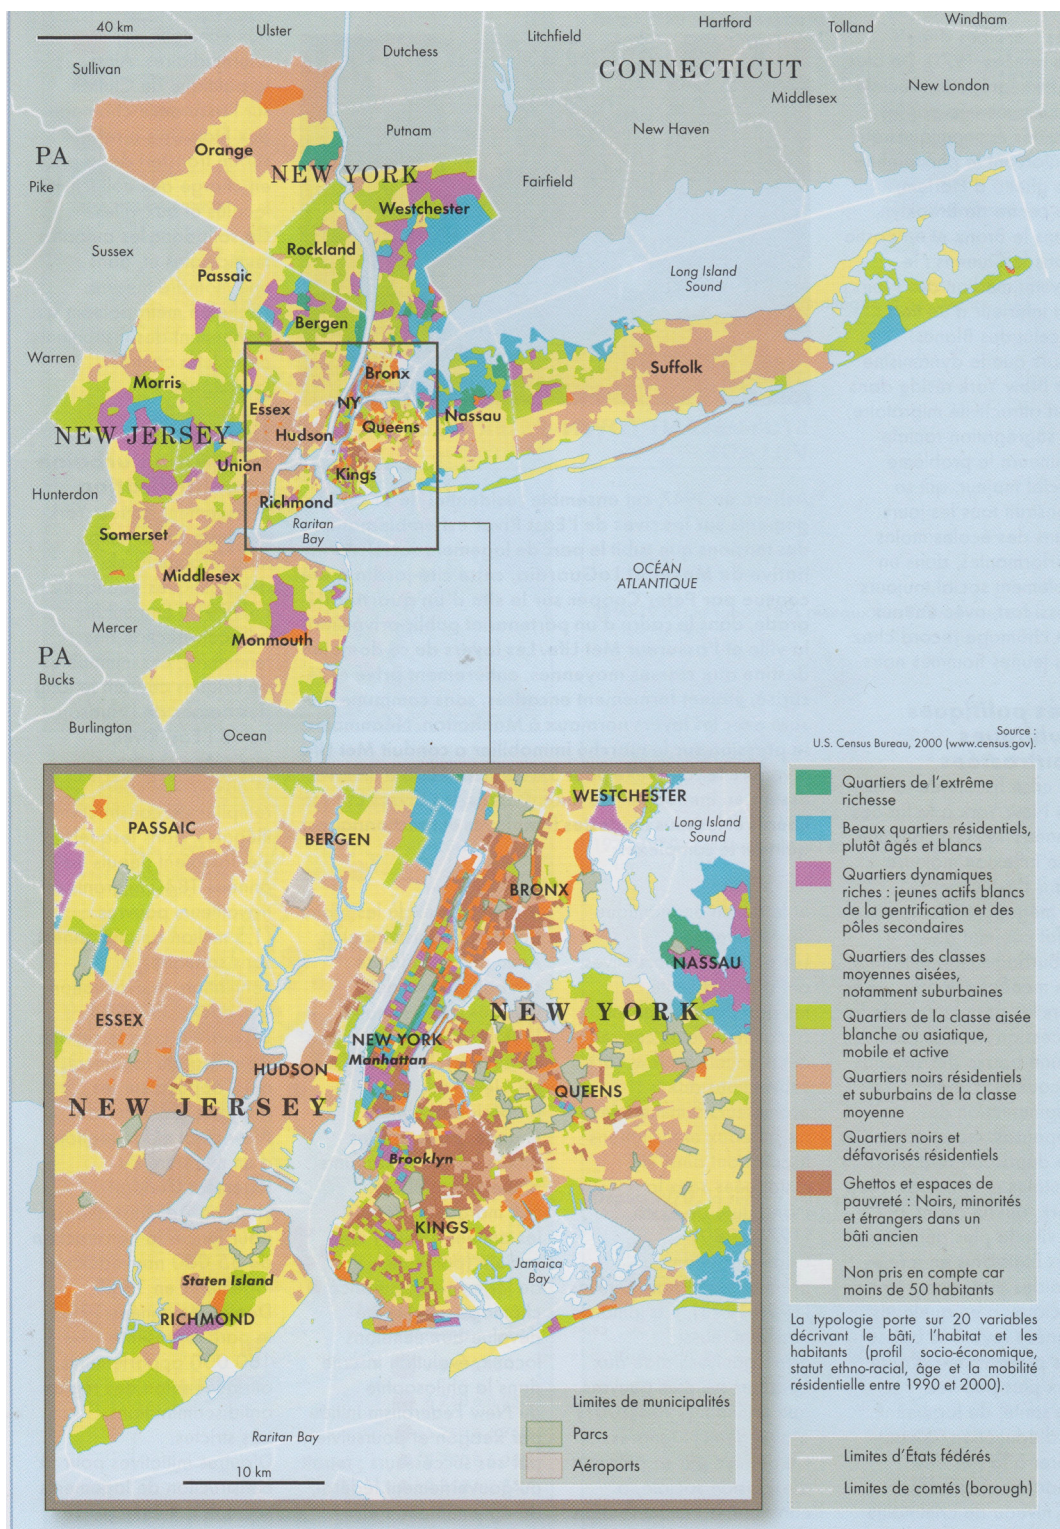 40 km
Ulster
Sullivan
Dutchess
Litchfield
Hartford
Tolland
Windham
CONNECTICUT
Middlesex
New London
PA
Pike
Orange
Putnam
New Haven
NEW YORK
Fairfield
Westchester
Sussex
Rockland
Passaic
Long Island
Sound
Bergen
Warren
Morris
Bronx
Suffolk
NY
Essex
Nassau
Queens
NEW JERSEY
Hudson
Union
Kings
Hunterdon
Richmond
Raritan
Bay
Somerset
Middlesex
OCÉAN
ATLANTIQUE
Mercer
Monmouth
PA
Bucks
Burlington
Ocean
Source :
U.S. Census Bureau, 2000 (www.census.gov).
WESTCHESTER
Long Island
Sound
PASSAIC
BERGEN
BRONX
NASSAU
NEW YORK
ESSEX
NEW YORK
Manhattan
HUDSON
QUEENS
NEW JERSEY
Brooklyn
KINGS
Jamaica
Bay
Staten Island
RICHMOND
Raritan Bay
10 km
Limites de municipalités
Parcs
Aéroports
Quartiers de l'extrême
richesse
Beaux quartiers résidentiels,
plutôt âgés et blancs
Quartiers dynamiques
riches : jeunes actifs blancs
de la gentrification et des
pôles secondaires
Quartiers des classes
moyennes aisées,
notamment suburbaines
Quartiers de la classe aisée
blanche ou asiatique,
mobile et active
Quartiers noirs résidentiels
et suburbains de la classe
moyenne
Quartiers noirs et
défavorisés résidentiels
Ghettos et espaces de
pauvreté : Noirs, minorités
et étrangers dans un
bâti ancien
Non pris en compte car
moins de 50 habitants
La typologie porte sur 20 variables
décrivant le bâti, l'habitat et les
habitants (profil socio-économique,
statut ethno-racial, âge et la mobilité
résidentielle entre 1990 et 2000).
Limites d'États fédérés
Limites de comtés (borough)